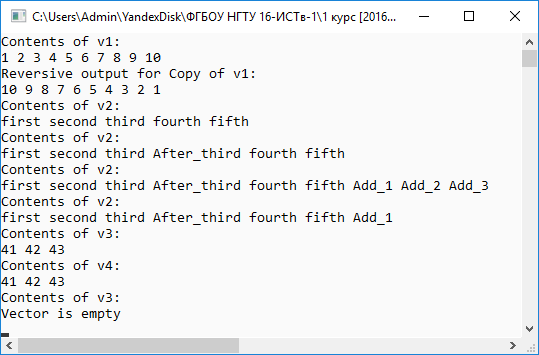 C:\Users\Admin\YandexDisk\ФГБОУ НГТУ 16-ИСТв-1\1 курс [2016...
Contents of v1:
1 2 3 4 5 6 7 8 9 10
Reversive output for Copy of v1:
10 9 8 7 6 5 4 3 2 1
Contents of v2:
first second third fourth fifth
Contents of v2:
first second third After_third fourth fifth
Contents of v2:
first second third After_third fourth fifth Add_1 Add_2 Add_3
Contents of v2:
first second third After_third fourth fifth Add_1
Contents of v3:
41 42 43
Contents of v4:
41 42 43
Contents of v3:
Vector is empty